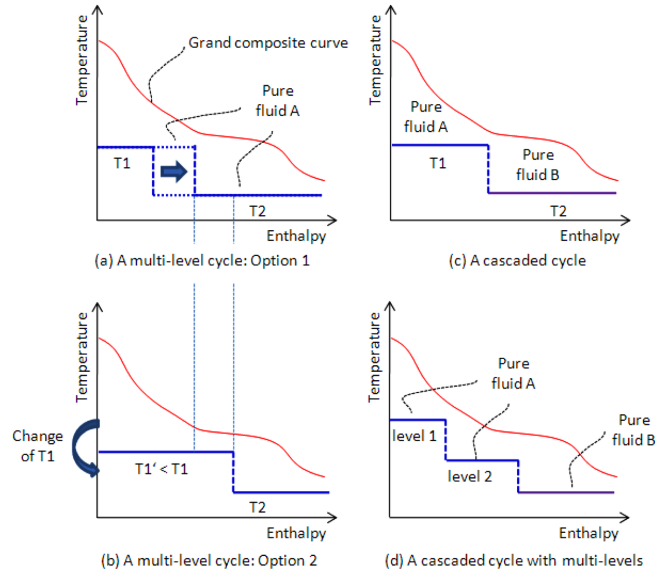 Temperature
Grand composite curve
Pure
fluid A
T1
T2
Enthalpy
(a) A multi-level cycle: Option 1
Temperature
Pure
fluid A
T1
Pure
fluid B
T2
Enthalpy
(c) A cascaded cycle
Temperature
Change
of T1
T1' < T1
T2
Enthalpy
(b) A multi-level cycle: Option 2
Temperature
Pure
fluid A
level 1
level 2
Pure
fluid B
Enthalpy
(d) A cascaded cycle with multi-levels